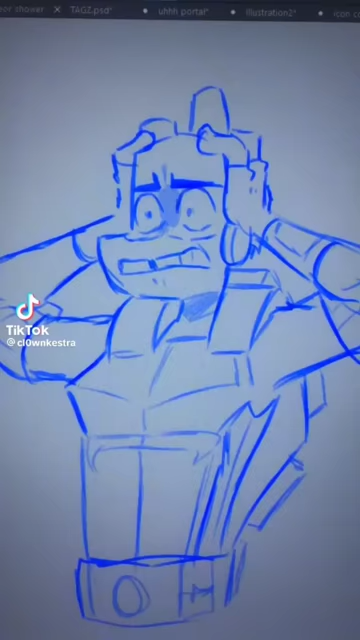 TAGZ.psd*
uhhh portal*
Illustration2*
TikTok
@cl0wnkestra